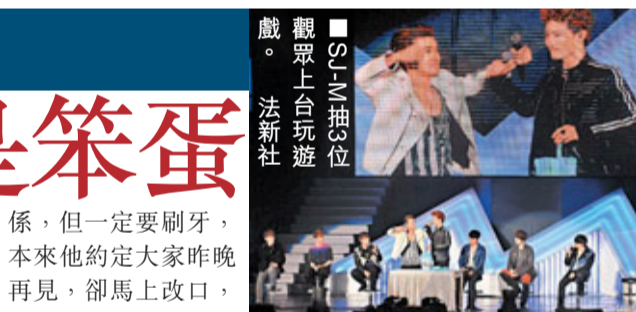 是笨蛋
係，但一定要刷牙，
本來他約定大家昨晚
再見，卻馬上改口，
■SJ-M抽3位
觀眾上台玩遊
戲。 法新社